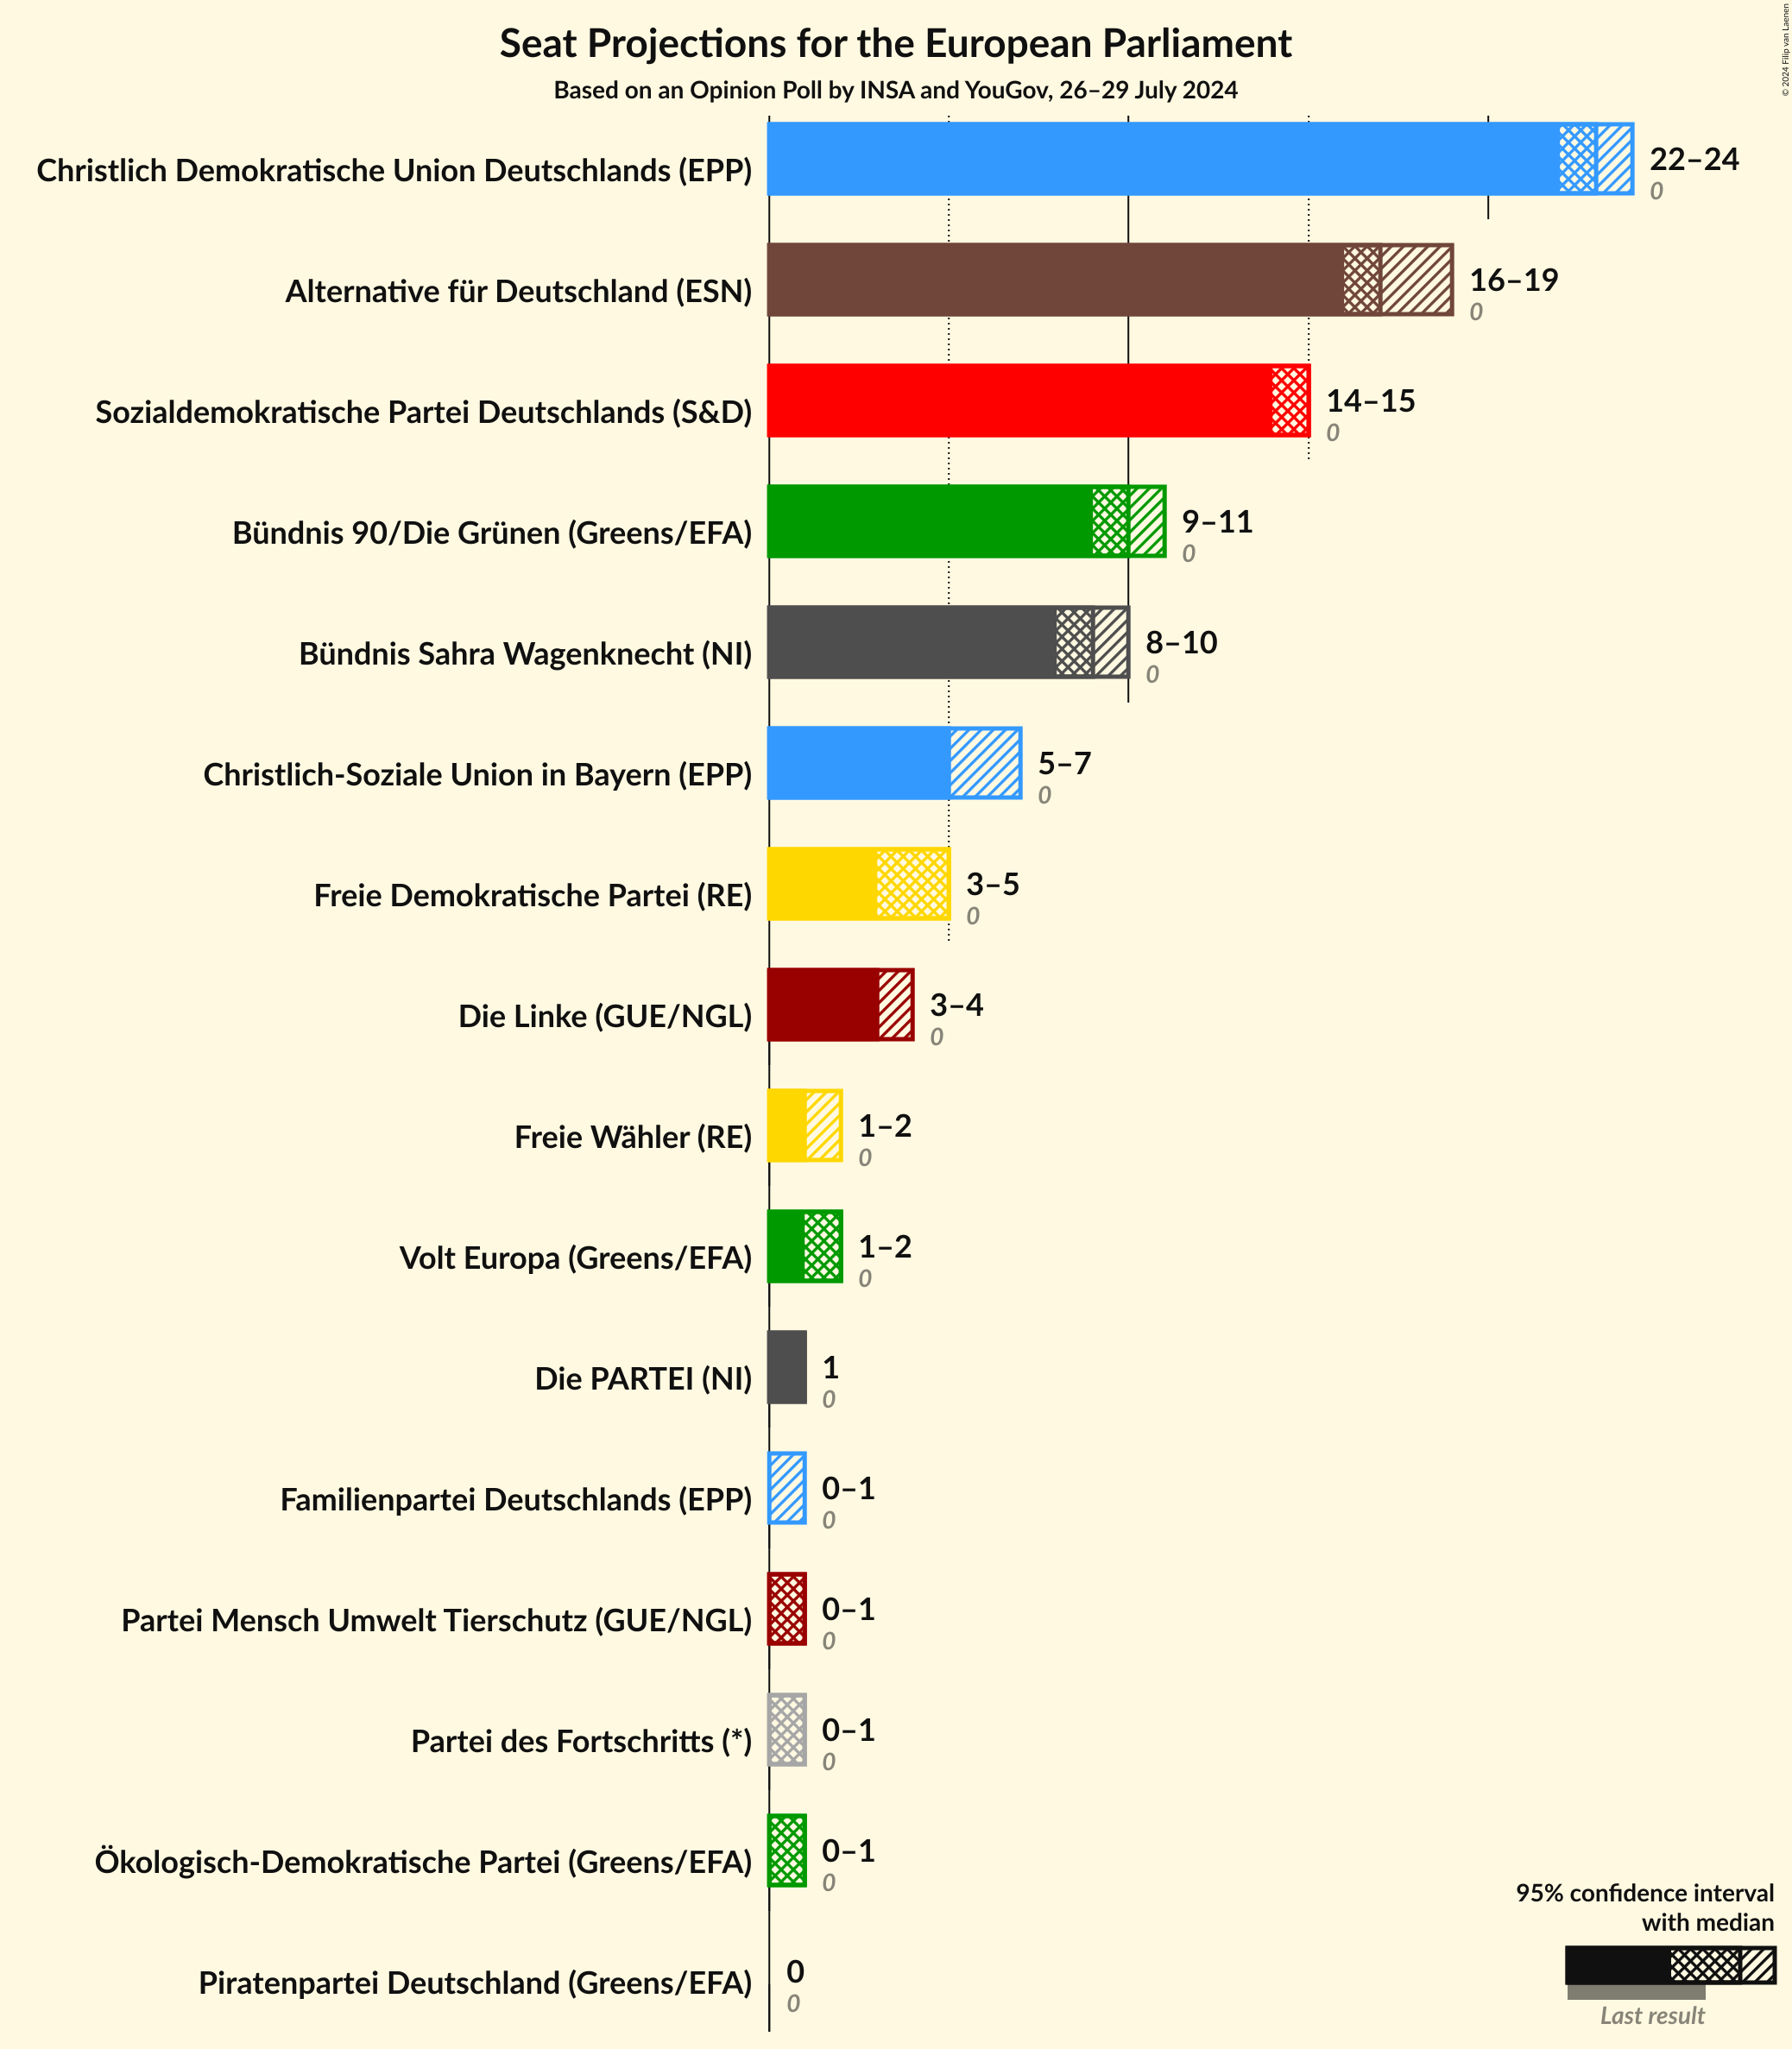 Seat Projections for the European Parliament
Based on an Opinion Poll by INSA and YouGov, 26–29 July 2024
© 2024 Filip van Laenen
Christlich Demokratische Union Deutschlands (EPP)
22–24
0
Alternative für Deutschland (ESN)
16–19
0
Sozialdemokratische Partei Deutschlands (S&D)
14–15
0
Bündnis 90/Die Grünen (Greens/EFA)
9–11
0
Bündnis Sahra Wagenknecht (NI)
8–10
0
Christlich-Soziale Union in Bayern (EPP)
5–7
0
Freie Demokratische Partei (RE)
3–5
0
Die Linke (GUE/NGL)
3–4
0
Freie Wähler (RE)
1–2
0
Volt Europa (Greens/EFA)
1–2
0
Die PARTEI (NI)
1
0
Familienpartei Deutschlands (EPP)
0–1
0
Partei Mensch Umwelt Tierschutz (GUE/NGL)
0–1
0
Partei des Fortschritts (*)
0–1
0
Ökologisch-Demokratische Partei (Greens/EFA)
0–1
0
Piratenpartei Deutschland (Greens/EFA)
0
0
95% confidence interval
with median
Last result